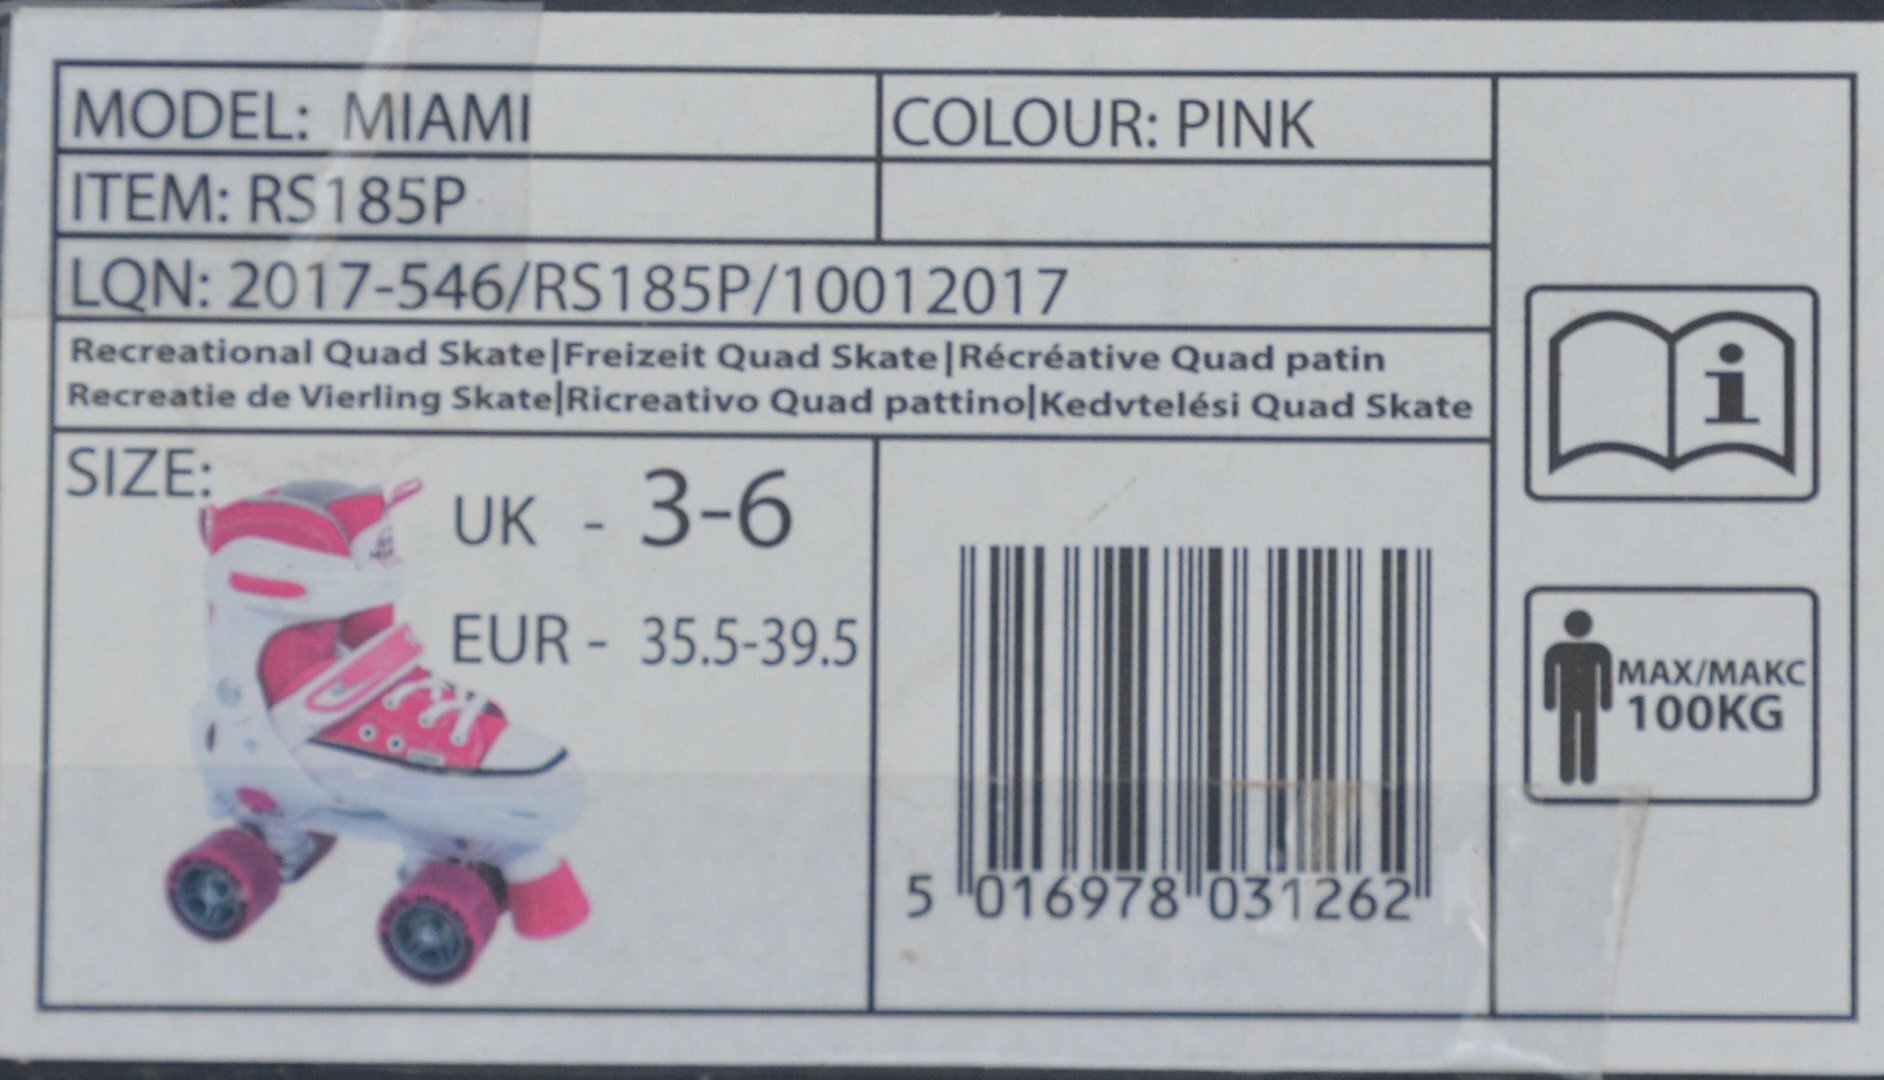 MODEL: MIAMI
COLOUR: PINK
ITEM: RS185P
LQN: 2017-546/RS185P/10012017
Recreational Quad Skate|Freizeit Quad Skate|Récréative Quad patin
Recreatie de Vierling Skate|Ricreativo Quad pattino|Kedvtelési Quad Skate
SIZE:
UK - 3-6
EUR - 35.5-39.5
5 016978 031262
i
MAX/MAKC
100KG